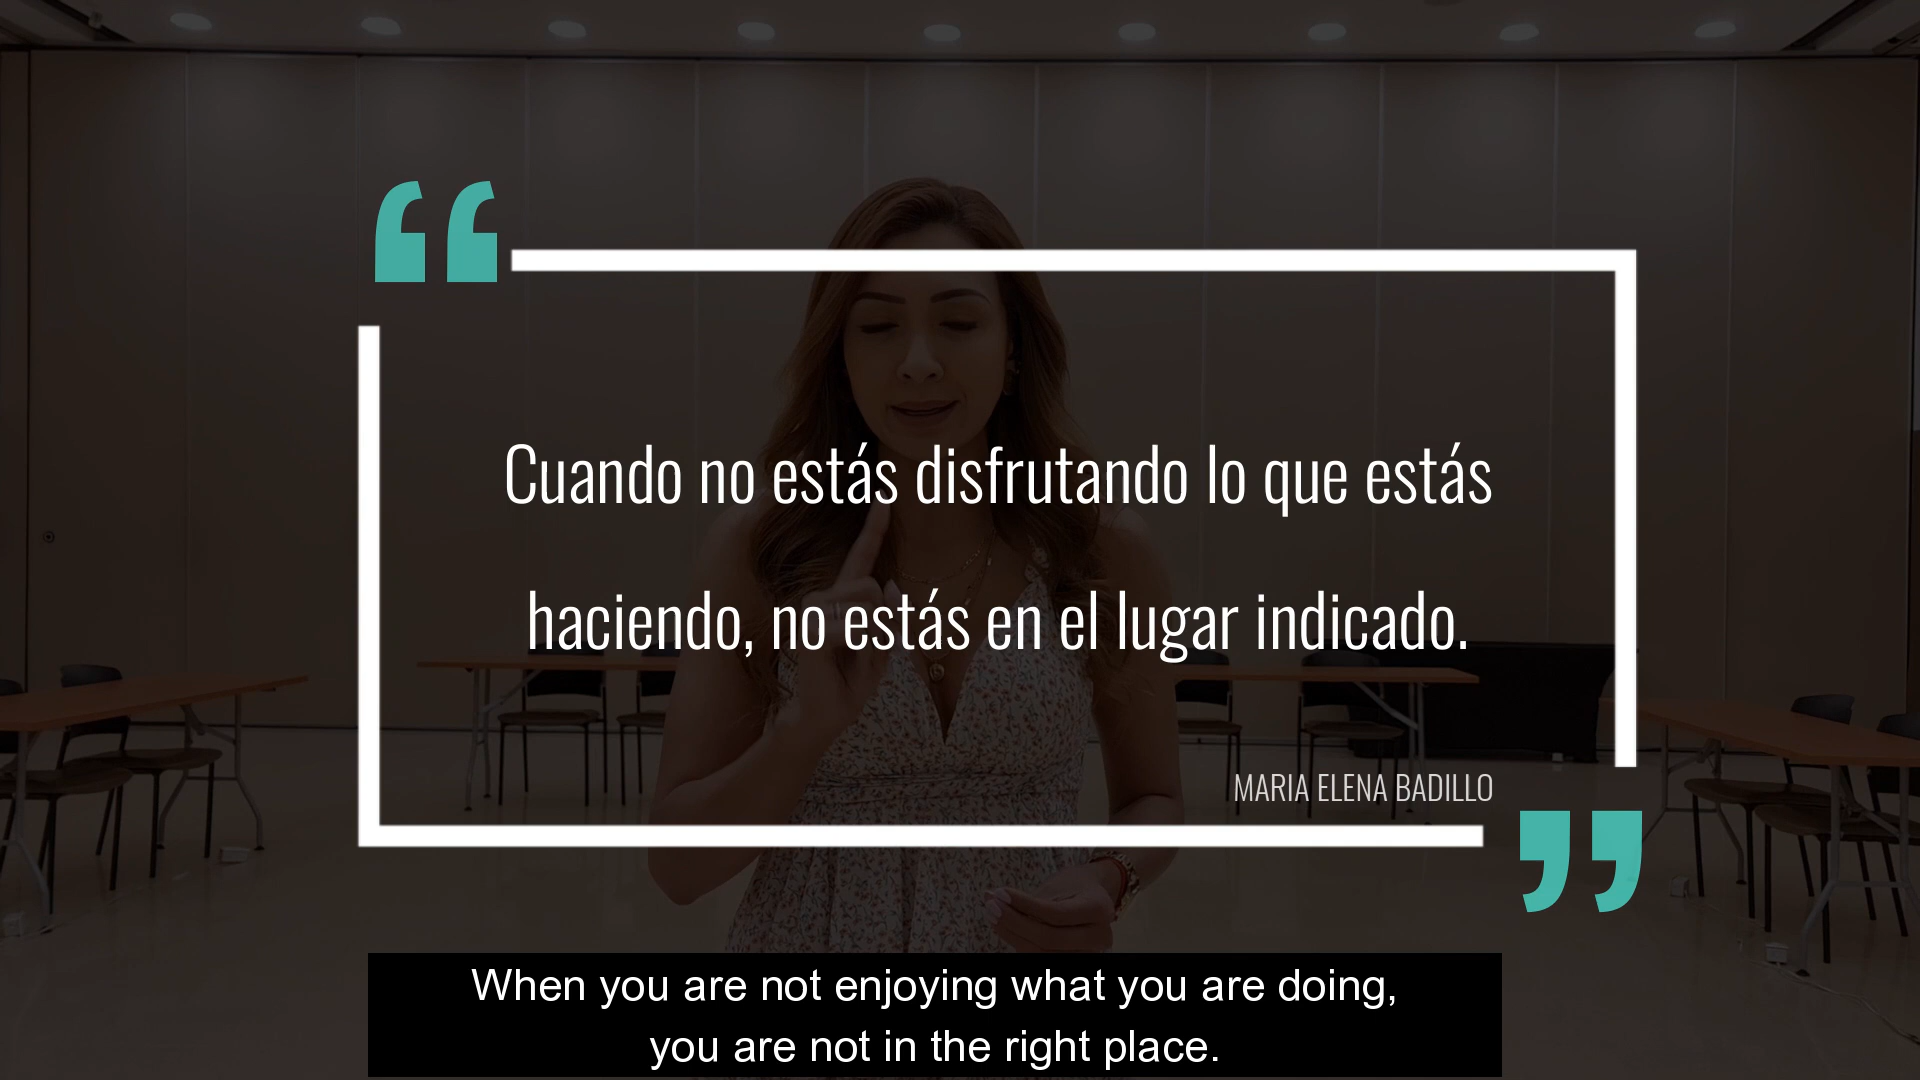 “
Cuando no estás disfrutando lo que estás
haciendo, no estás en el lugar indicado.
MARIA ELENA BADILLO
”
When you are not enjoying what you are doing,
you are not in the right place.